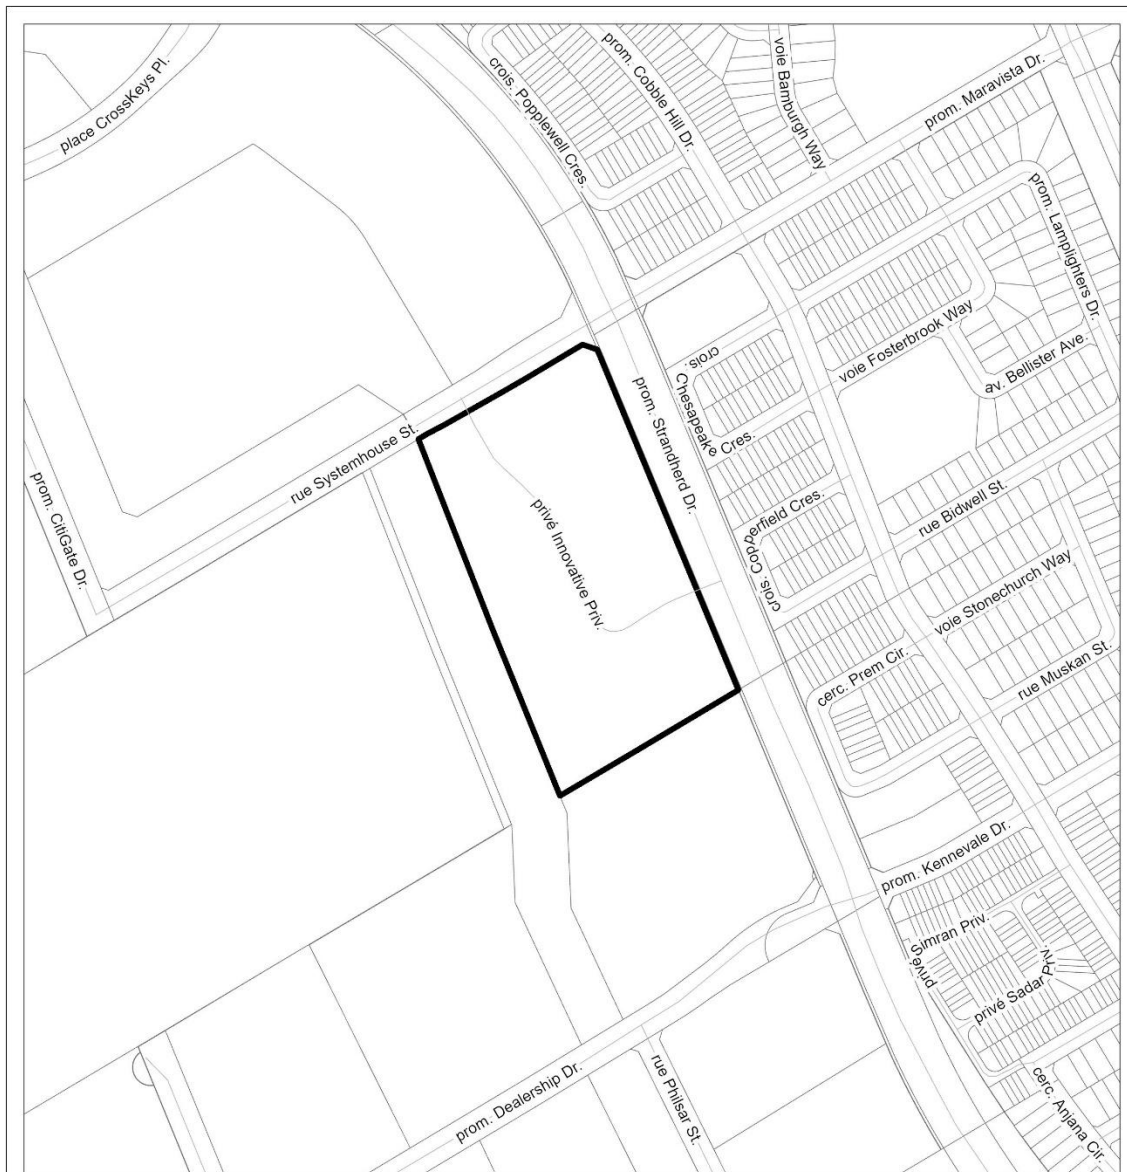 place CrossKeys Pl.
crois. Popplewell Cres.
prom. Cobble Hill Dr.
voie Bamburgh Way
prom. Maravista Dr.
prom. Lamplighters Dr.
voie Fosterbrook Way
av. Bellister Ave.
crois.
Chesapeake Cres.
prom. Strandherd Dr.
rue Systemhouse St.
prom. CitiGate Dr.
privé Innovative Priv.
crois. Copperfield Cres.
rue Bidwell St.
voie Stonechurch Way
cerc. Prem Cir.
rue Muskan St.
prom. Kennevale Dr.
privé Simran Priv.
privé Sadar Priv.
cerc. Anjana Cir.
prom. Dealership Dr.
rue Philsar St.